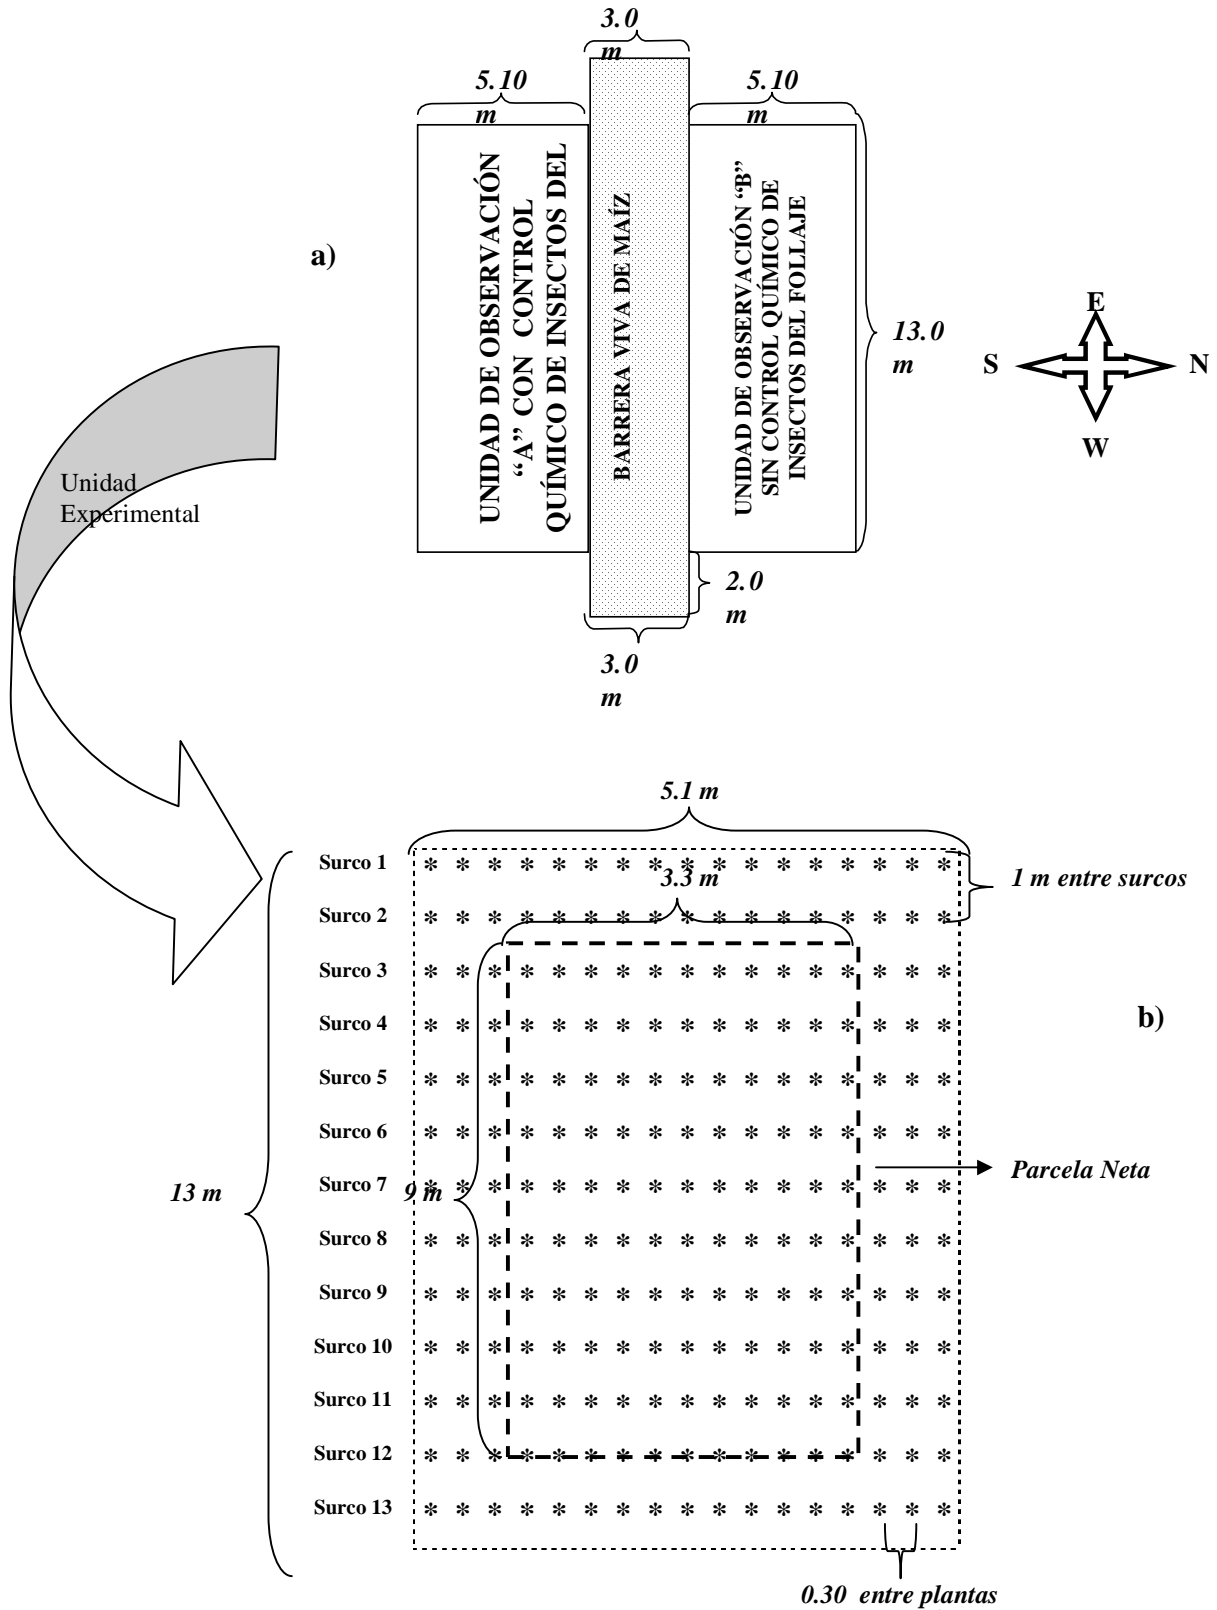 3.0
m
5.10
m
5.10
m
UNIDAD DE OBSERVACIÓN
“A” CON CONTROL
QUÍMICO DE INSECTOS DEL
BARRERA VIVA DE MAÍZ
UNIDAD DE OBSERVACIÓN “B”
SIN CONTROL QUÍMICO DE
INSECTOS DEL FOLLAJE
a)
13.0
m
E
S
N
W
Unidad
Experimental
2.0
m
3.0
m
5.1 m
Surco 1 * * * * * * * * * * * * * * * * *
3.3 m
1 m entre surcos
Surco 2 * * * * * * * * * * * * * * * * *
Surco 3 * * * * * * * * * * * * * * * * *
b)
Surco 4 * * * * * * * * * * * * * * * * *
Surco 5 * * * * * * * * * * * * * * * * *
Surco 6 * * * * * * * * * * * * * * * * *
Parcela Neta
13 m
Surco 7 * * * * * * * * * * * * * * * * *
9 m
Surco 8 * * * * * * * * * * * * * * * * *
Surco 9 * * * * * * * * * * * * * * * * *
Surco 10 * * * * * * * * * * * * * * * * *
Surco 11 * * * * * * * * * * * * * * * * *
Surco 12 * * * * * * * * * * * * * * * * *
Surco 13 * * * * * * * * * * * * * * * * *
0.30 entre plantas